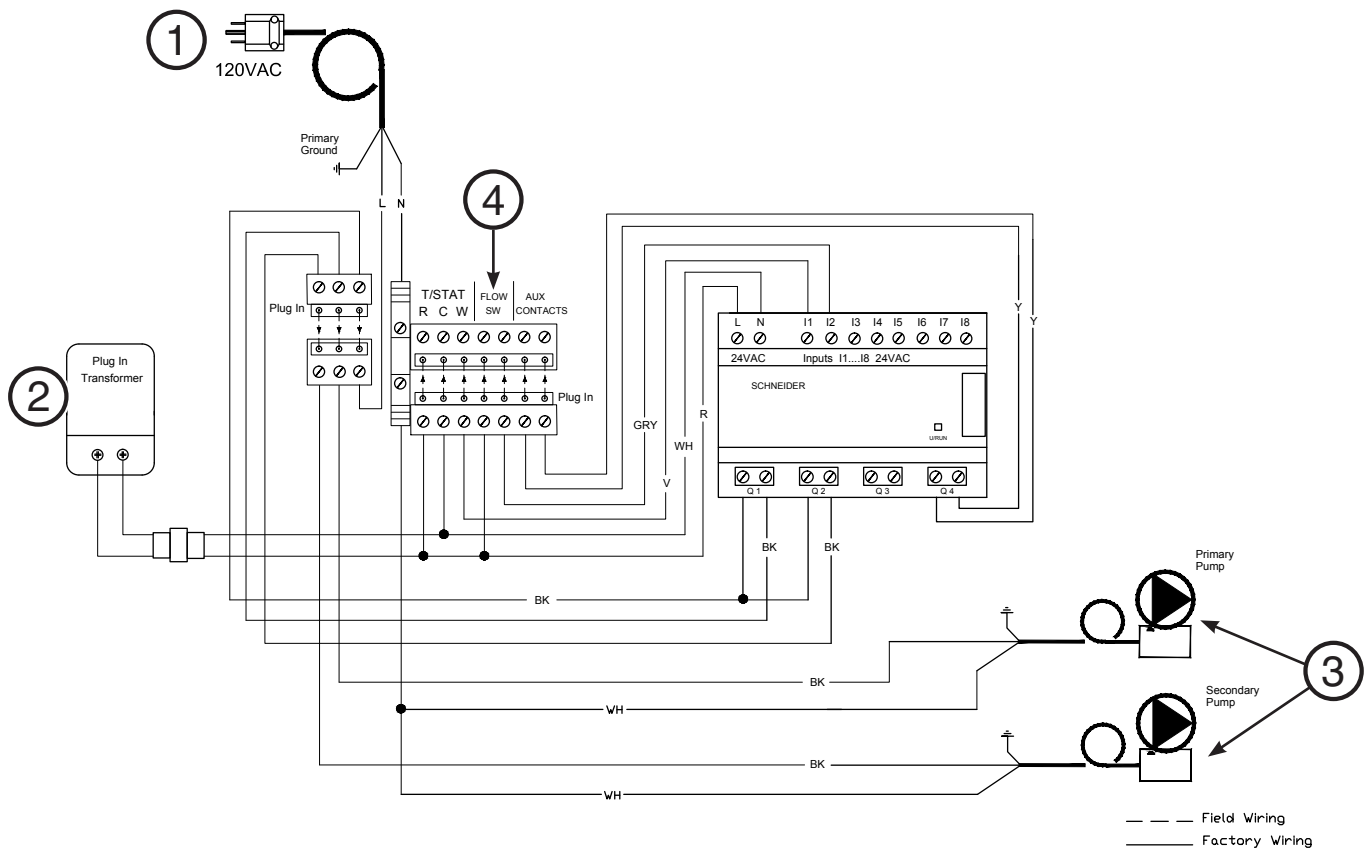 1
120VAC
Primary
Ground
L N
4
T/STAT
FLOW
SW
AUX
CONTACTS
R C W
Plug In
Plug In
2
Plug In
Transformer
L N I1 I2 I3 I4 I5 I6 I7 I8
24VAC Inputs I1....I8 24VAC
SCHNEIDER
U/RUN
Q 1 Q 2 Q 3 Q 4
Y
Y
R
GRY
WH
V
BK
BK
BK
BK
WH
BK
WH
Primary
Pump
3
Secondary
Pump
Field Wiring
Factory Wiring